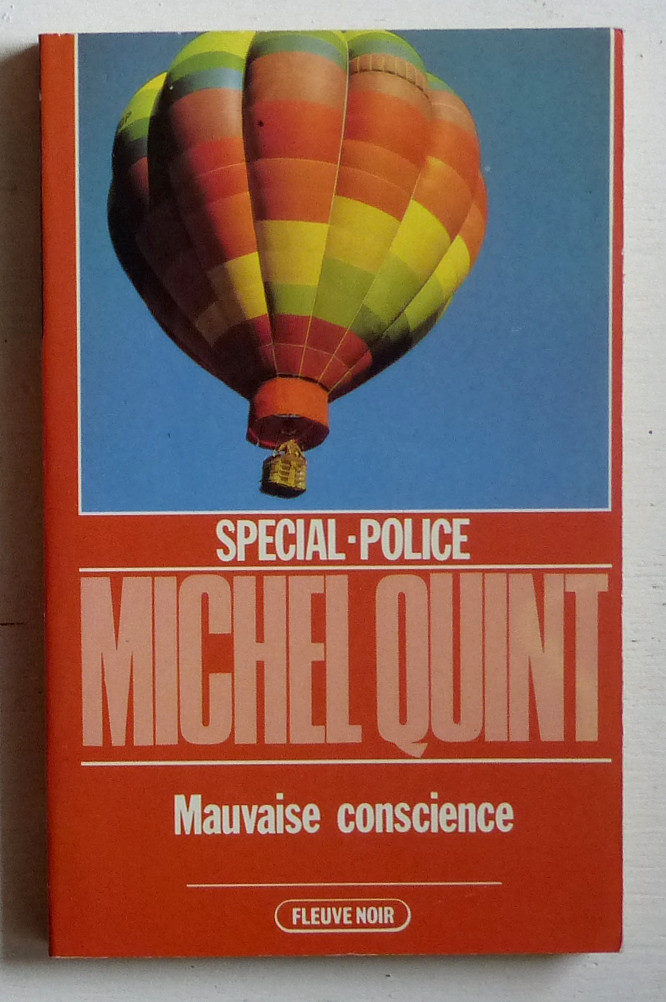 SPECIAL·POLICE
MICHEL QUINT
Mauvaise conscience
FLEUVE NOIR